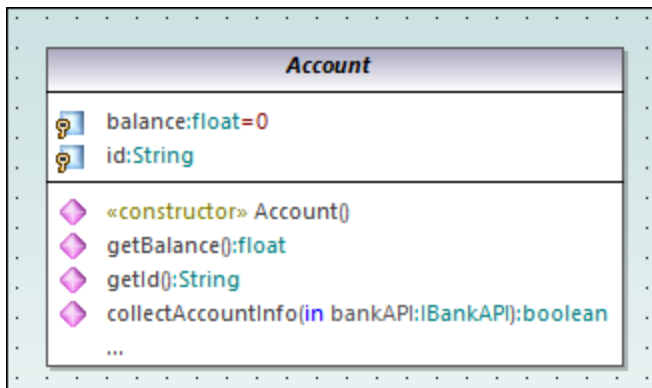 Account
balance:float=0
id:String
«constructor» Account()
getBalance():float
getId():String
collectAccountInfo(in bankAPI:IBankAPI):boolean
...